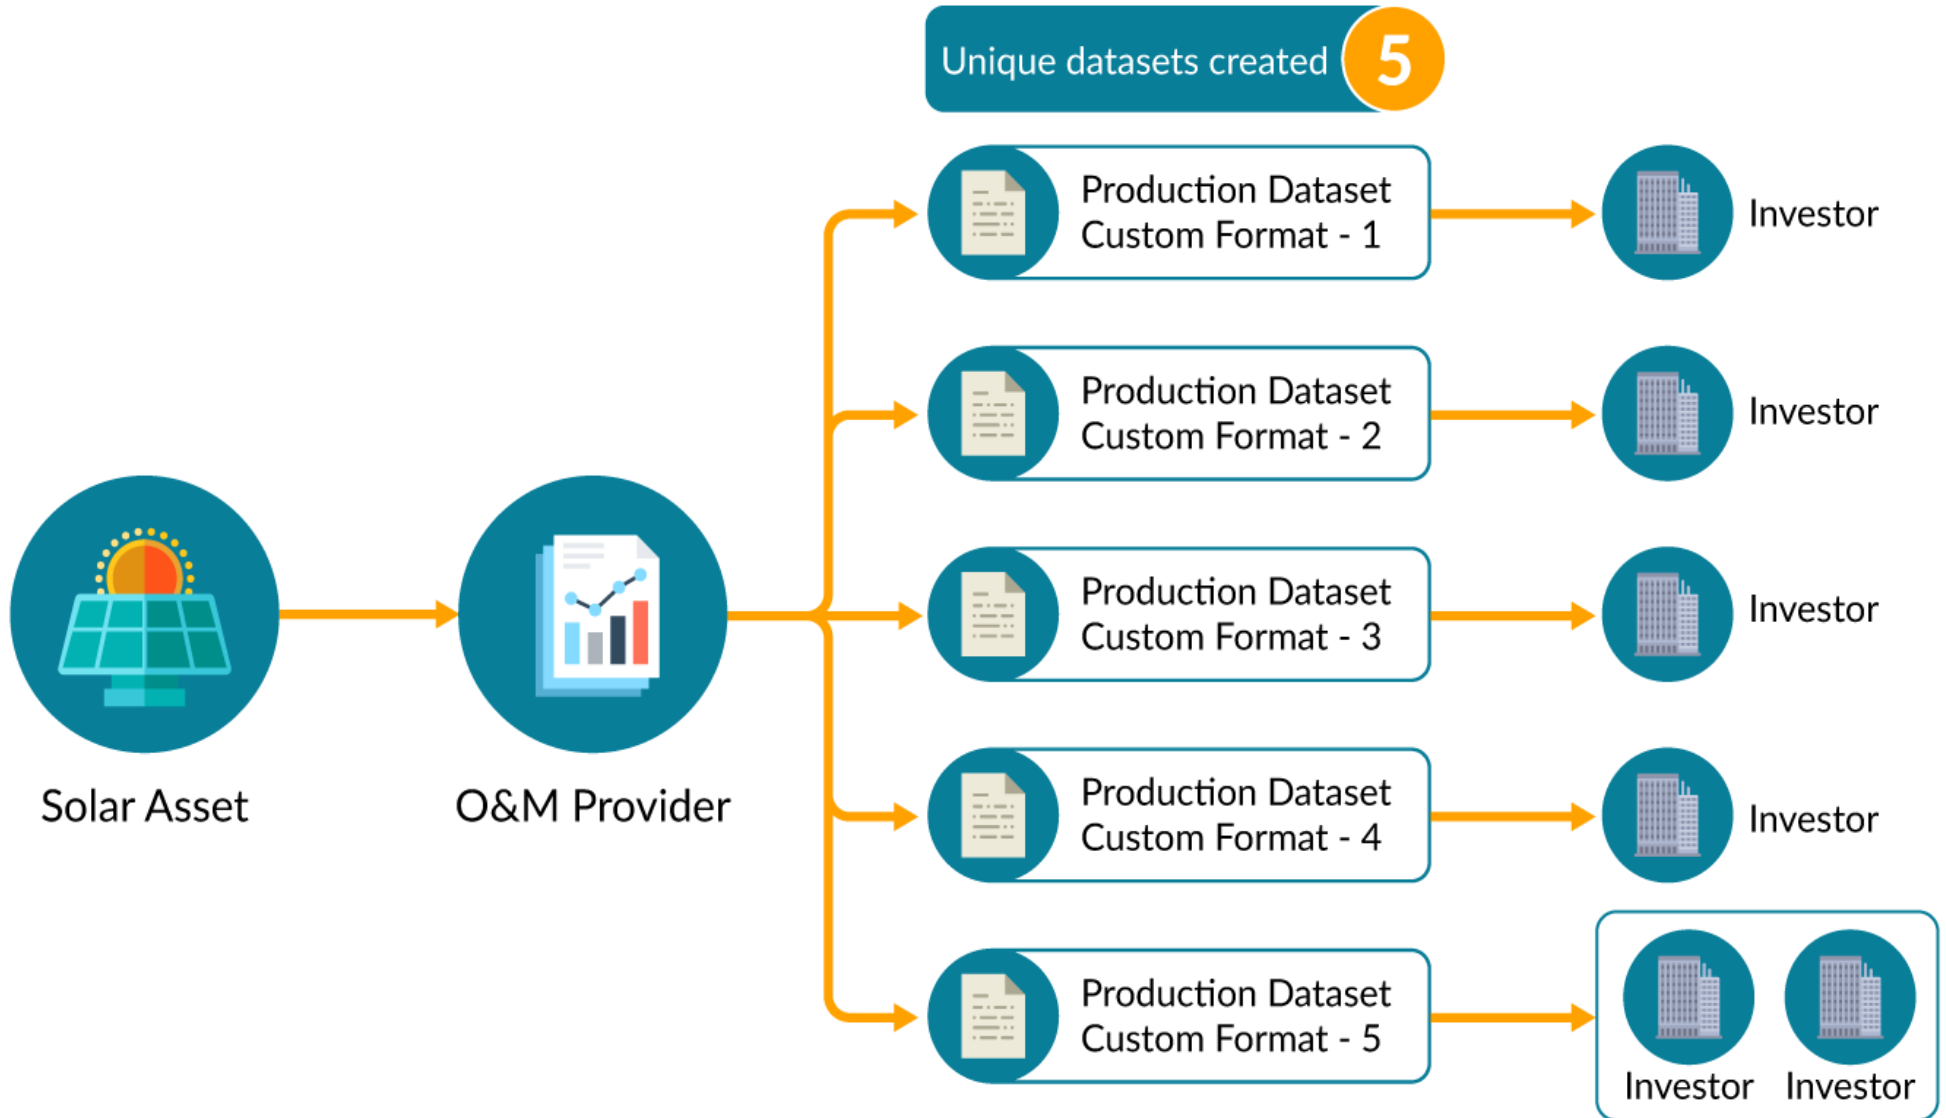 Unique datasets created 5
Production Dataset
Custom Format - 1
Investor
Production Dataset
Custom Format - 2
Investor
Production Dataset
Custom Format - 3
Investor
Solar Asset
O&M Provider
Production Dataset
Custom Format - 4
Investor
Production Dataset
Custom Format - 5
Investor Investor